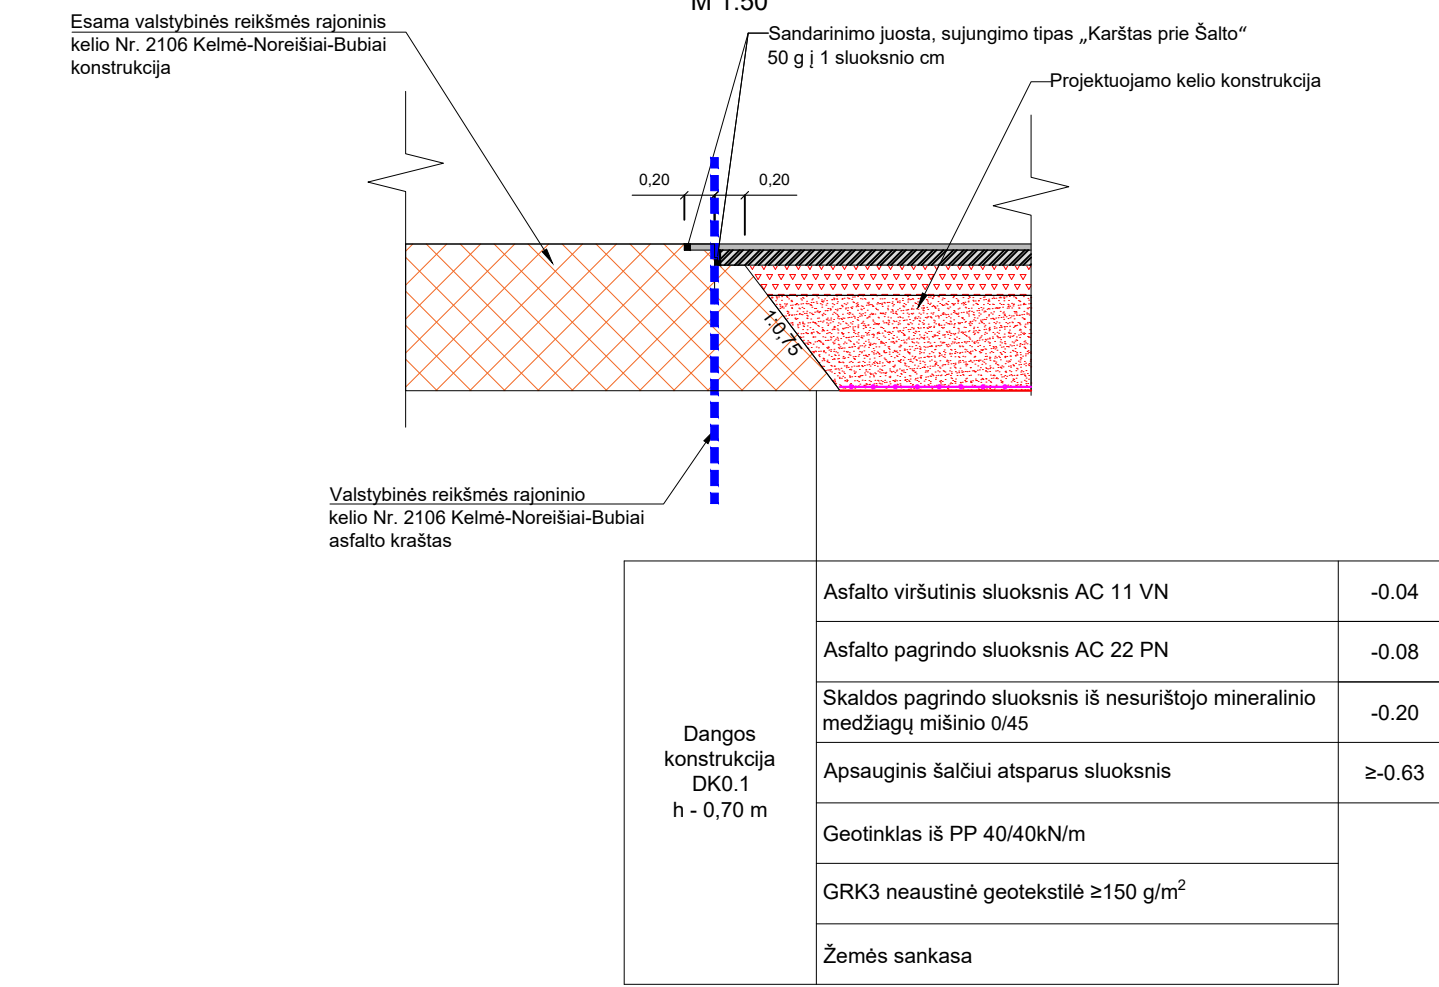 M 1:50
Esama valstybinės reikšmės rajoninis
kelio Nr. 2106 Kelmė-Noreišiai-Bubiai
konstrukcija
Sandarinimo juosta, sujungimo tipas „Karštas prie Šalto“
50 g į 1 sluoksnio cm
Projektuojamo kelio konstrukcija
0,20
0,20
1:0,75
Valstybinės reikšmės rajoninio
kelio Nr. 2106 Kelmė-Noreišiai-Bubiai
asfalto kraštas
Dangos
konstrukcija
DK0.1
h - 0,70 m
Asfalto viršutinis sluoksnis AC 11 VN
-0.04
Asfalto pagrindo sluoksnis AC 22 PN
-0.08
Skaldos pagrindo sluoksnis iš nesurištojo mineralinio
medžiagų mišinio 0/45
-0.20
Apsauginis šalčiui atsparus sluoksnis
≥-0.63
Geotinklas iš PP 40/40kN/m
GRK3 neaustinė geotekstilė ≥150 g/m²
Žemės sankasa